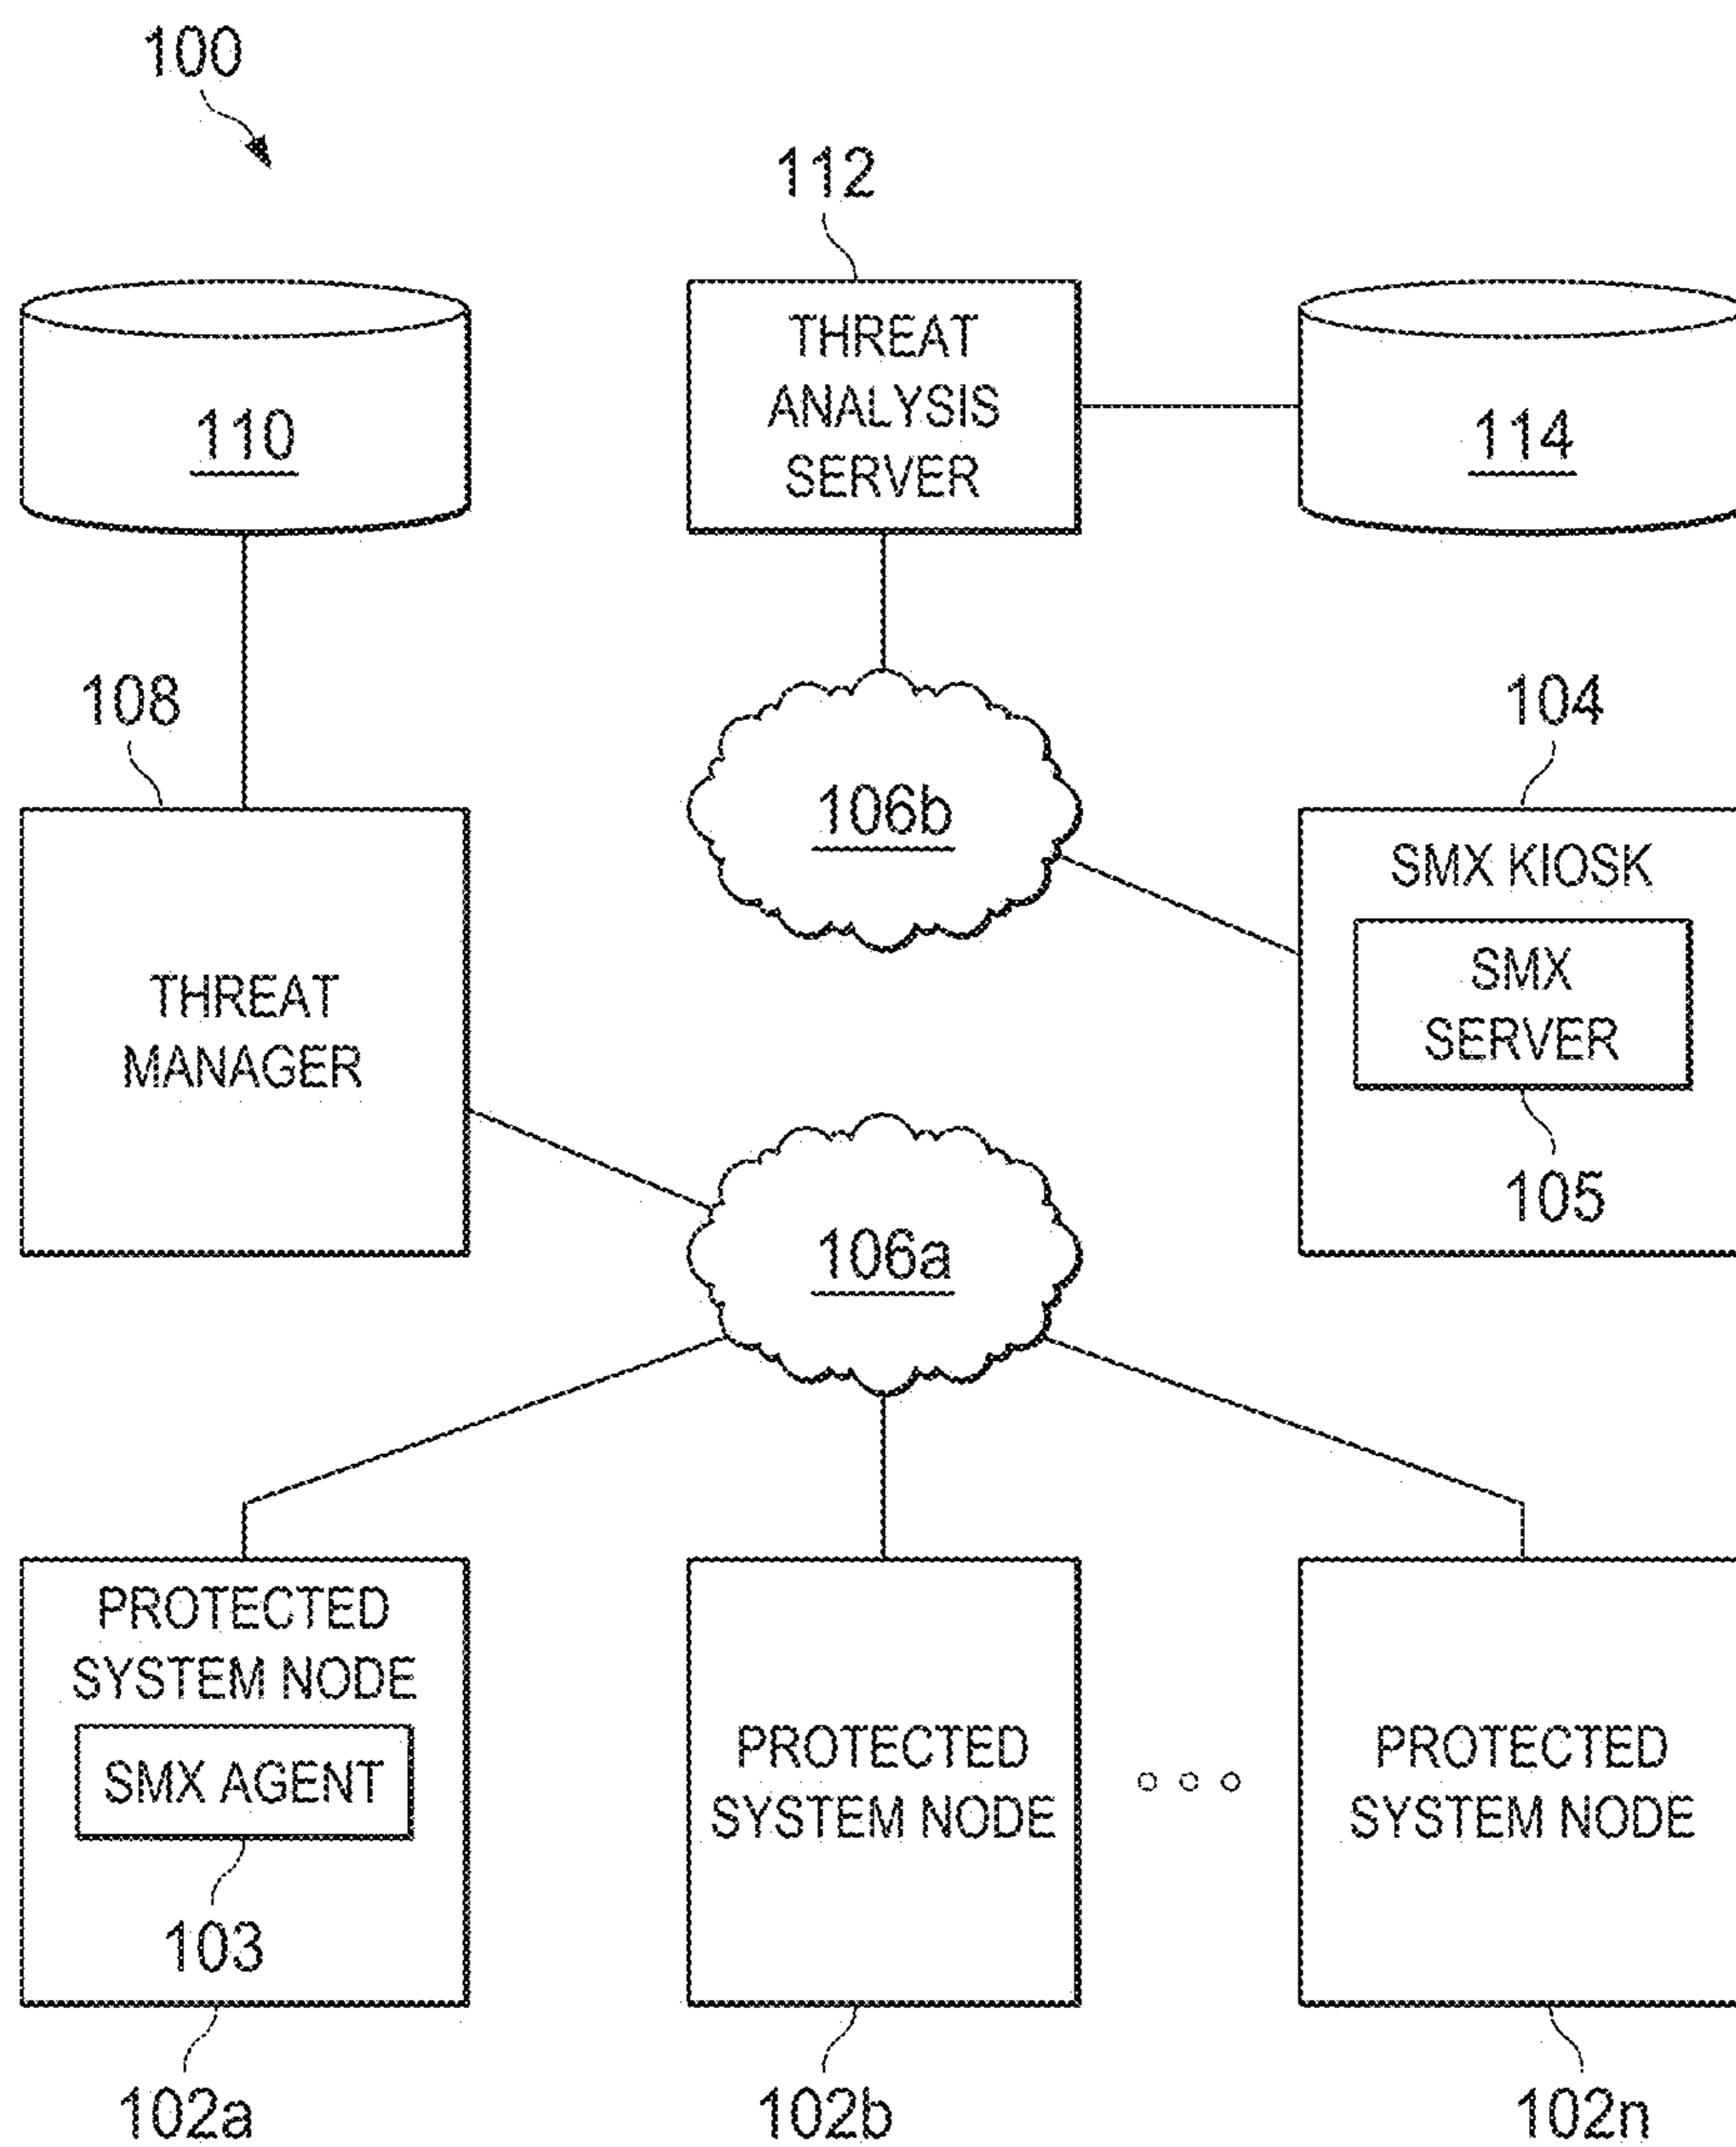 100
112
THREAT
ANALYSIS
SERVER
110
114
108
104
106b
SMX KIOSK
SMX
SERVER
THREAT
MANAGER
105
106a
PROTECTED
SYSTEM NODE
SMX AGENT
103
PROTECTED
SYSTEM NODE
PROTECTED
SYSTEM NODE
102a
102b
102n